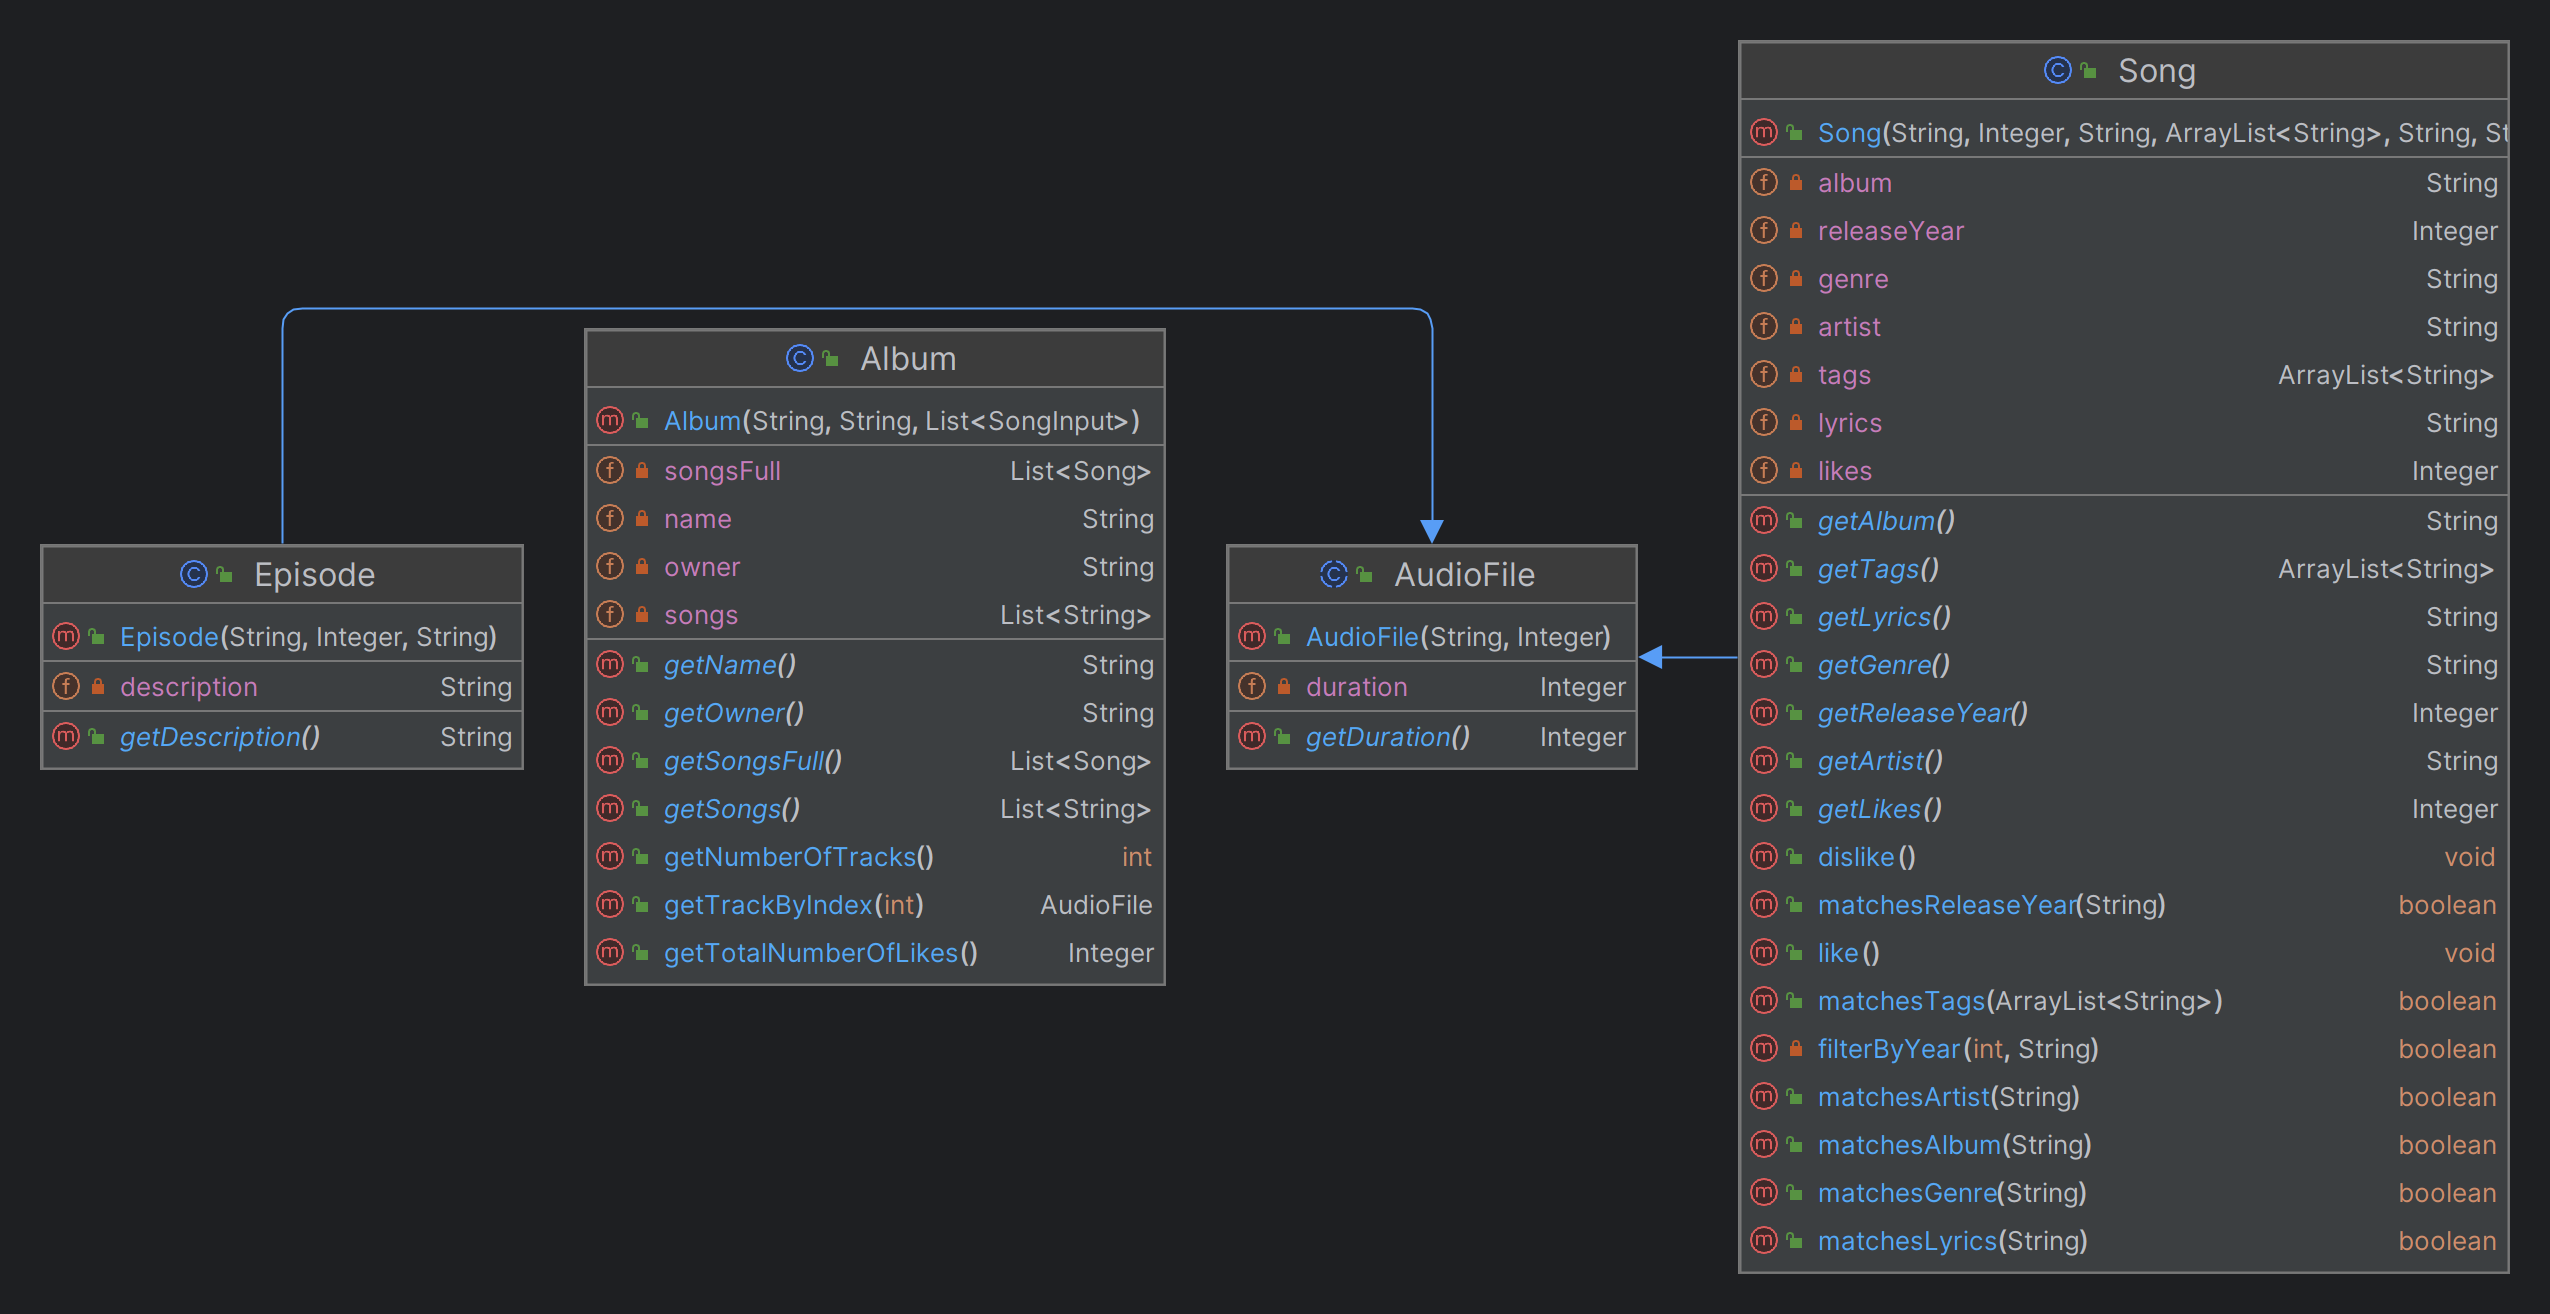 Episode
Episode(String, Integer, String)
description String
getDescription() String
Album
Album(String, String, List<SongInput>)
songsFull List<Song>
name String
owner String
songs List<String>
getName() String
getOwner() String
getSongsFull() List<Song>
getSongs() List<String>
getNumberOfTracks() int
getTrackByIndex(int) AudioFile
getTotalNumberOfLikes() Integer
AudioFile
AudioFile(String, Integer)
duration Integer
getDuration() Integer
Song
Song(String, Integer, String, ArrayList<String>, String, St
album String
releaseYear Integer
genre String
artist String
tags ArrayList<String>
lyrics String
likes Integer
getAlbum() String
getTags() ArrayList<String>
getLyrics() String
getGenre() String
getReleaseYear() Integer
getArtist() String
getLikes() Integer
dislike() void
matchesReleaseYear(String) boolean
like() void
matchesTags(ArrayList<String>) boolean
filterByYear(int, String) boolean
matchesArtist(String) boolean
matchesAlbum(String) boolean
matchesGenre(String) boolean
matchesLyrics(String) boolean